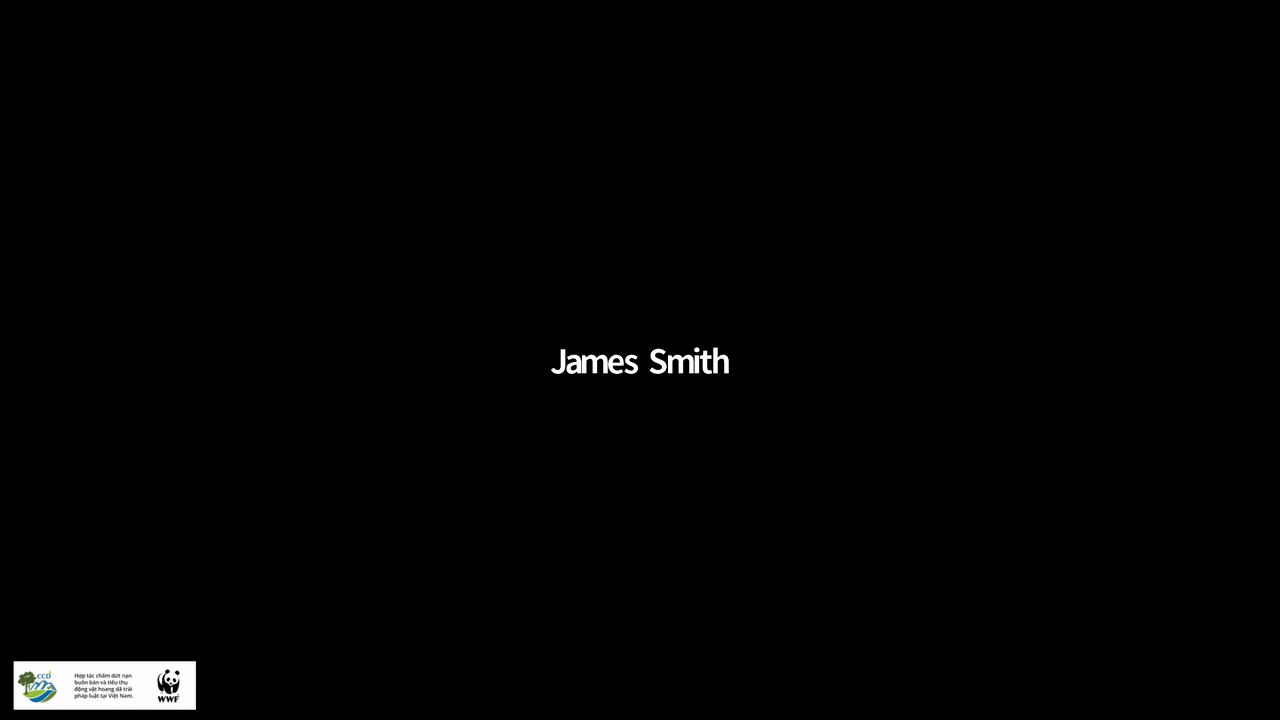 James Smith
CCD
Hợp tác chấm dứt nạn
buôn bán và tiêu thụ
động vật hoang dã trái
pháp luật tại Việt Nam.
WWF